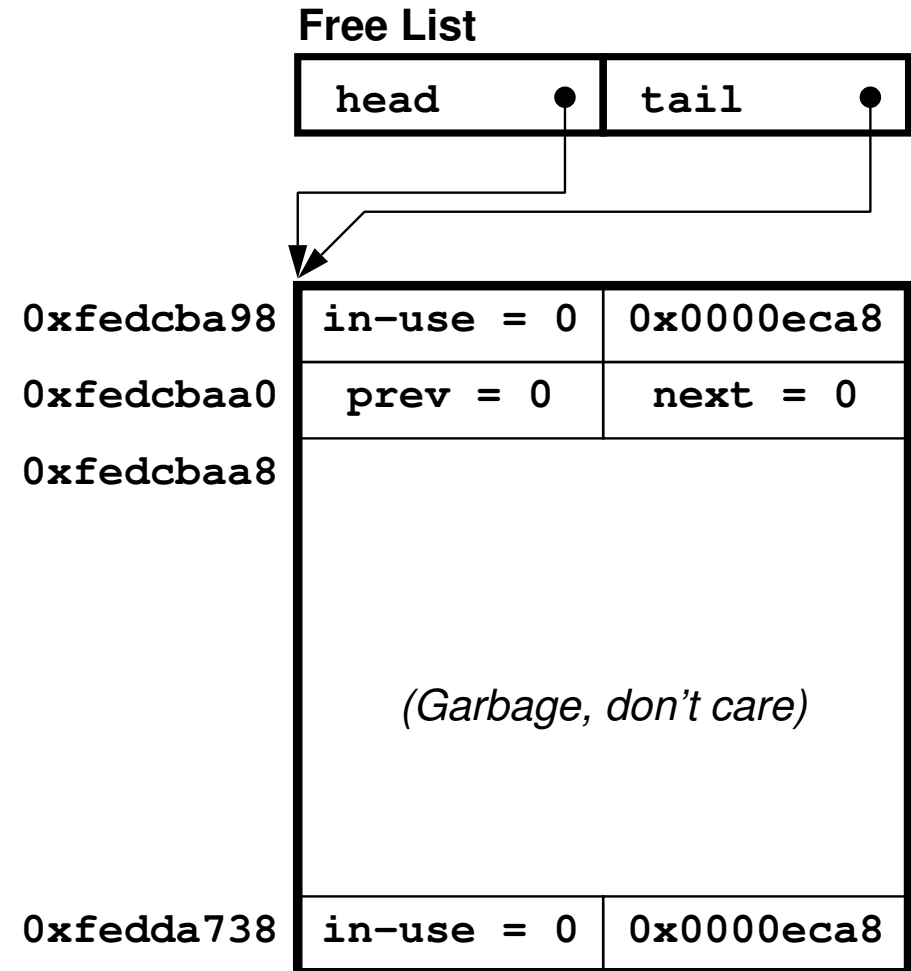 Free List
head tail
0xfedcba98 in-use = 0 0x0000eca8
0xfedcbaa0 prev = 0 next = 0
0xfedcbaa8
(Garbage, don't care)
0xfedda738 in-use = 0 0x0000eca8